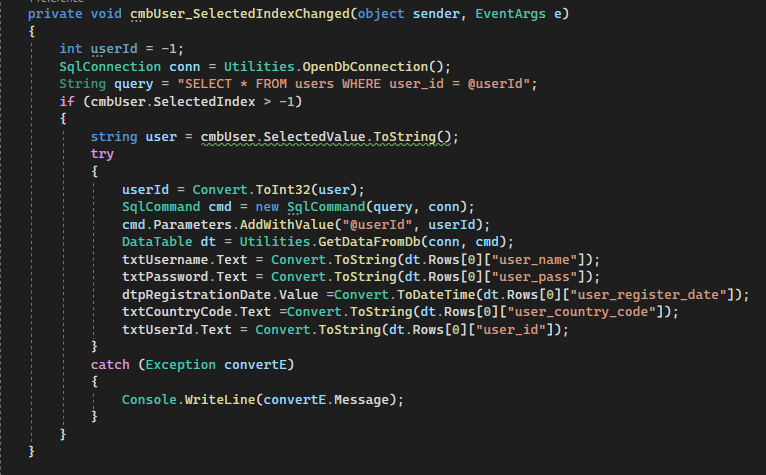 private void cmbUser_SelectedIndexChanged(object sender, EventArgs e)
{
int userId = -1;
SqlConnection conn = Utilities.OpenDbConnection();
String query = "SELECT * FROM users WHERE user_id = @userId";
if (cmbUser.SelectedIndex > -1)
{
string user = cmbUser.SelectedValue.ToString();
try
{
userId = Convert.ToInt32(user);
SqlCommand cmd = new SqlCommand(query, conn);
cmd.Parameters.AddWithValue("@userId", userId);
DataTable dt = Utilities.GetDataFromDb(conn, cmd);
txtUsername.Text = Convert.ToString(dt.Rows[0]["user_name"]);
txtPassword.Text = Convert.ToString(dt.Rows[0]["user_pass"]);
dtpRegistrationDate.Value =Convert.ToDateTime(dt.Rows[0]["user_register_date"]);
txtCountryCode.Text =Convert.ToString(dt.Rows[0]["user_country_code"]);
txtUserId.Text = Convert.ToString(dt.Rows[0]["user_id"]);
}
catch (Exception convertE)
{
Console.WriteLine(convertE.Message);
}
}
}